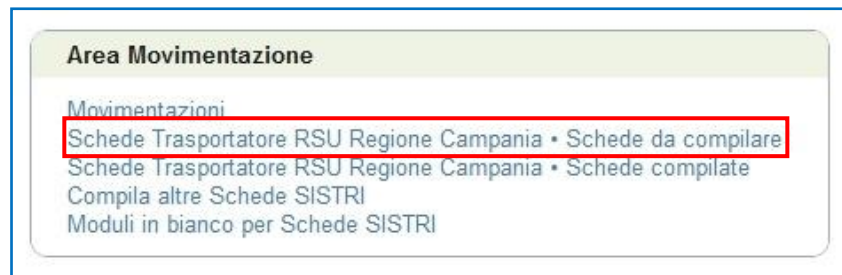 Area Movimentazione
Movimentazioni
Schede Trasportatore RSU Regione Campania • Schede da compilare
Schede Trasportatore RSU Regione Campania • Schede compilate
Compila altre Schede SISTRI
Moduli in bianco per Schede SISTRI